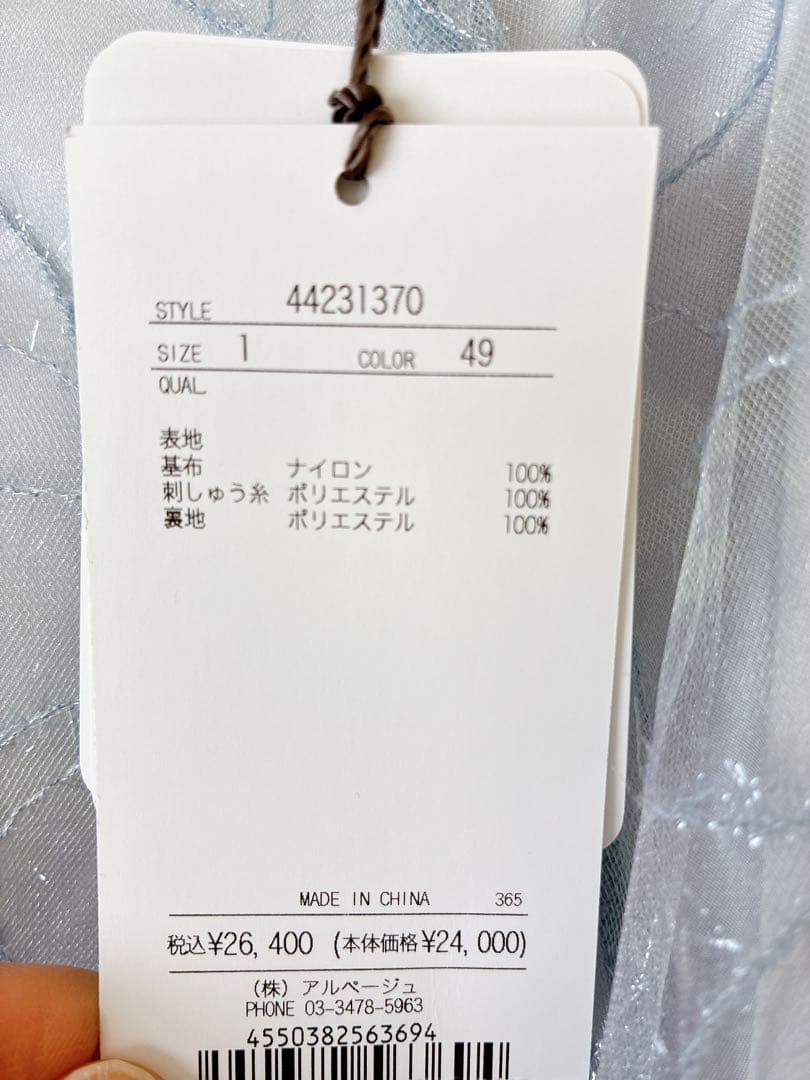 STYLE 44231370
SIZE 1 COLOR 49
QUAL
表地
基布 ナイロン 100%
刺しゅう糸 ポリエステル 100%
裏地 ポリエステル 100%
MADE IN CHINA 365
税込¥26,400 (本体価格¥24,000)
(株) アルページュ
PHONE 03-3478-5963
4550382563694